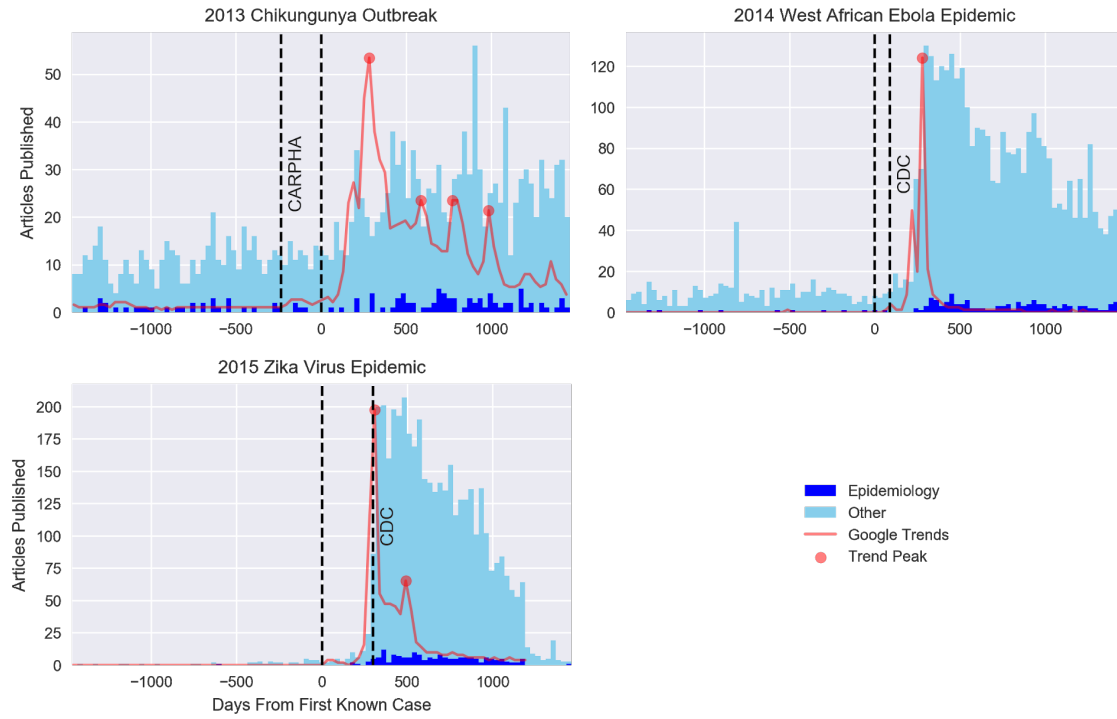 2013 Chikungunya Outbreak
Articles Published
50
40
30
20
10
0
CARPHA
−1000 −500 0 500 1000
2014 West African Ebola Epidemic
120
100
80
60
40
20
0
CDC
−1000 −500 0 500 1000
2015 Zika Virus Epidemic
Articles Published
200
175
150
125
100
75
50
25
0
CDC
−1000 −500 0 500 1000
Days From First Known Case
Epidemiology
Other
Google Trends
Trend Peak